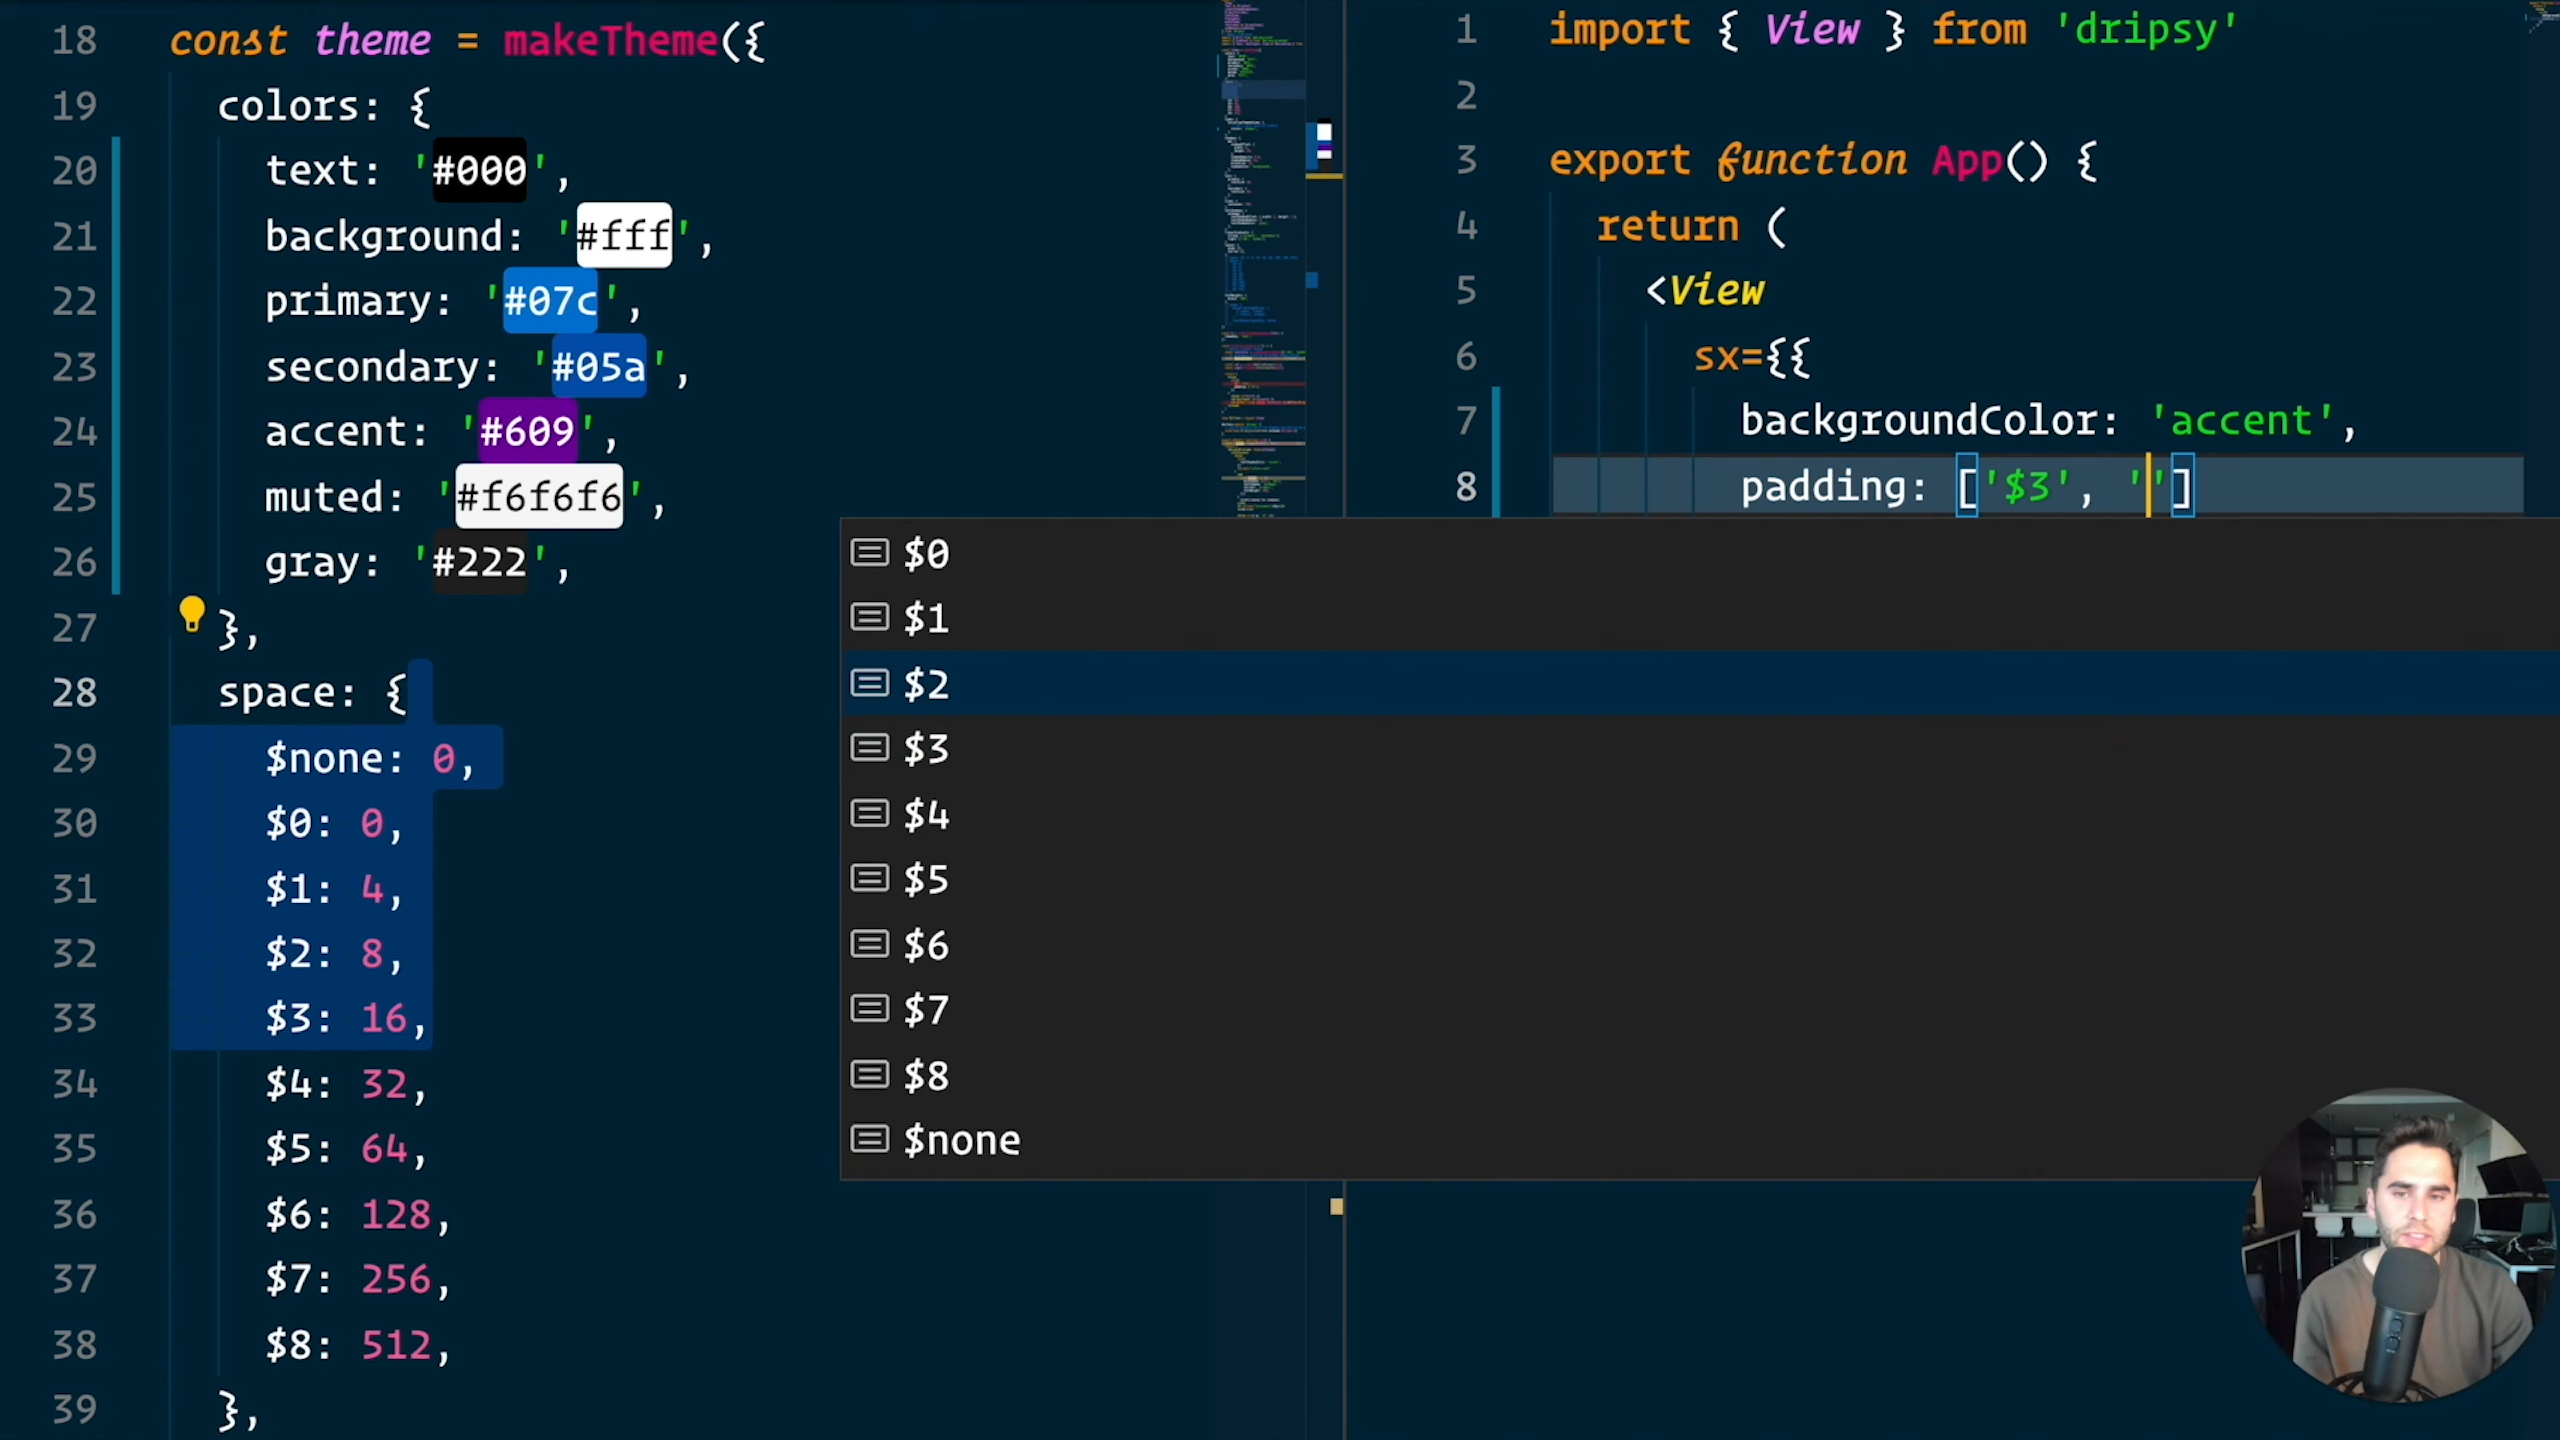 18 const theme = makeTheme({
19 colors: {
20 text: '#000',
21 background: '#fff',
22 primary: '#07c',
23 secondary: '#05a',
24 accent: '#609',
25 muted: '#f6f6f6',
26 gray: '#222',
27 },
28 space: {
29 $none: 0,
30 $0: 0,
31 $1: 4,
32 $2: 8,
33 $3: 16,
34 $4: 32,
35 $5: 64,
36 $6: 128,
37 $7: 256,
38 $8: 512,
39 },
1 import { View } from 'dripsy'
2
3 export function App() {
4 return (
5 <View
6 sx={{
7 backgroundColor: 'accent',
8 padding: ['$3', '']
$0
$1
$2
$3
$4
$5
$6
$7
$8
$none